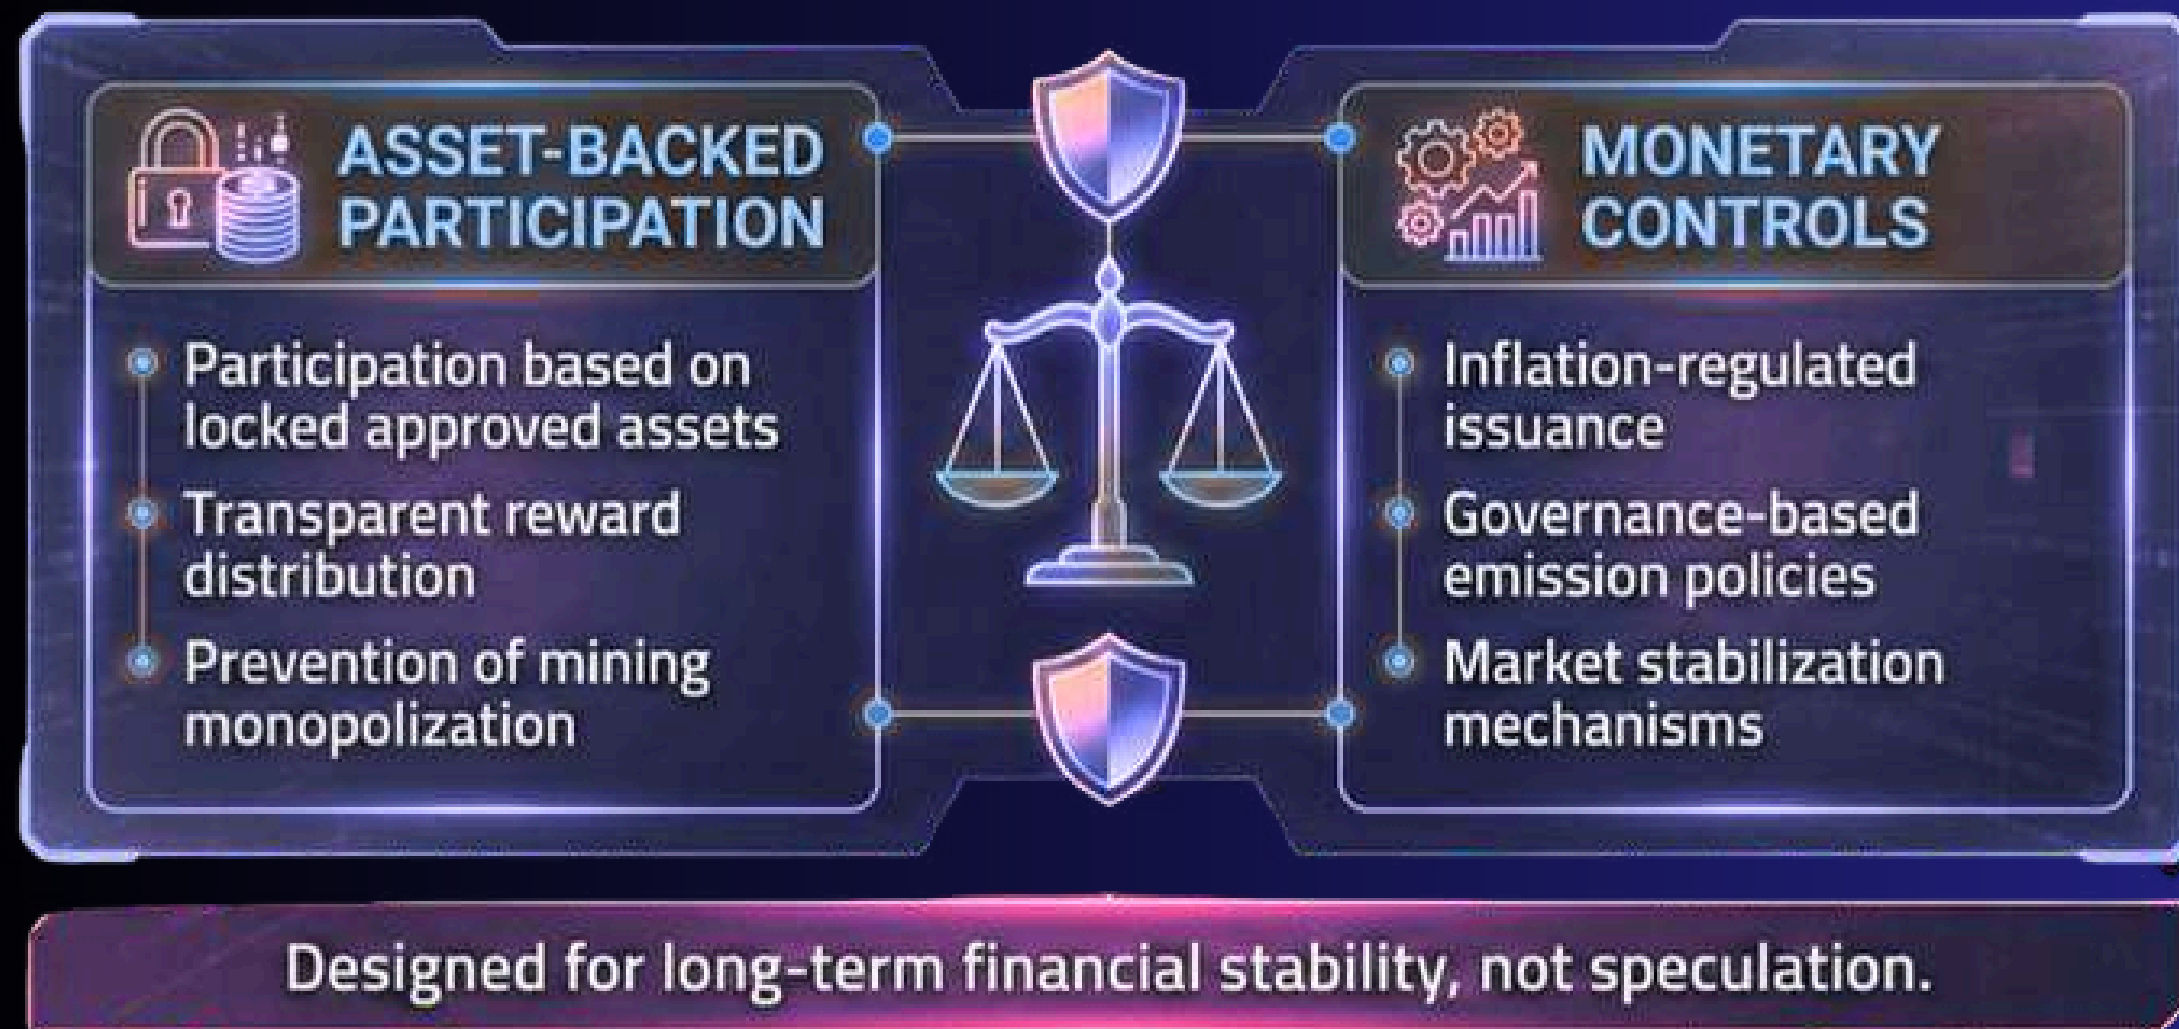 ASSET-BACKED
PARTICIPATION
Participation based on
locked approved assets
Transparent reward
distribution
Prevention of mining
monopolization
MONETARY
CONTROLS
Inflation-regulated
issuance
Governance-based
emission policies
Market stabilization
mechanisms
Designed for long-term financial stability, not speculation.